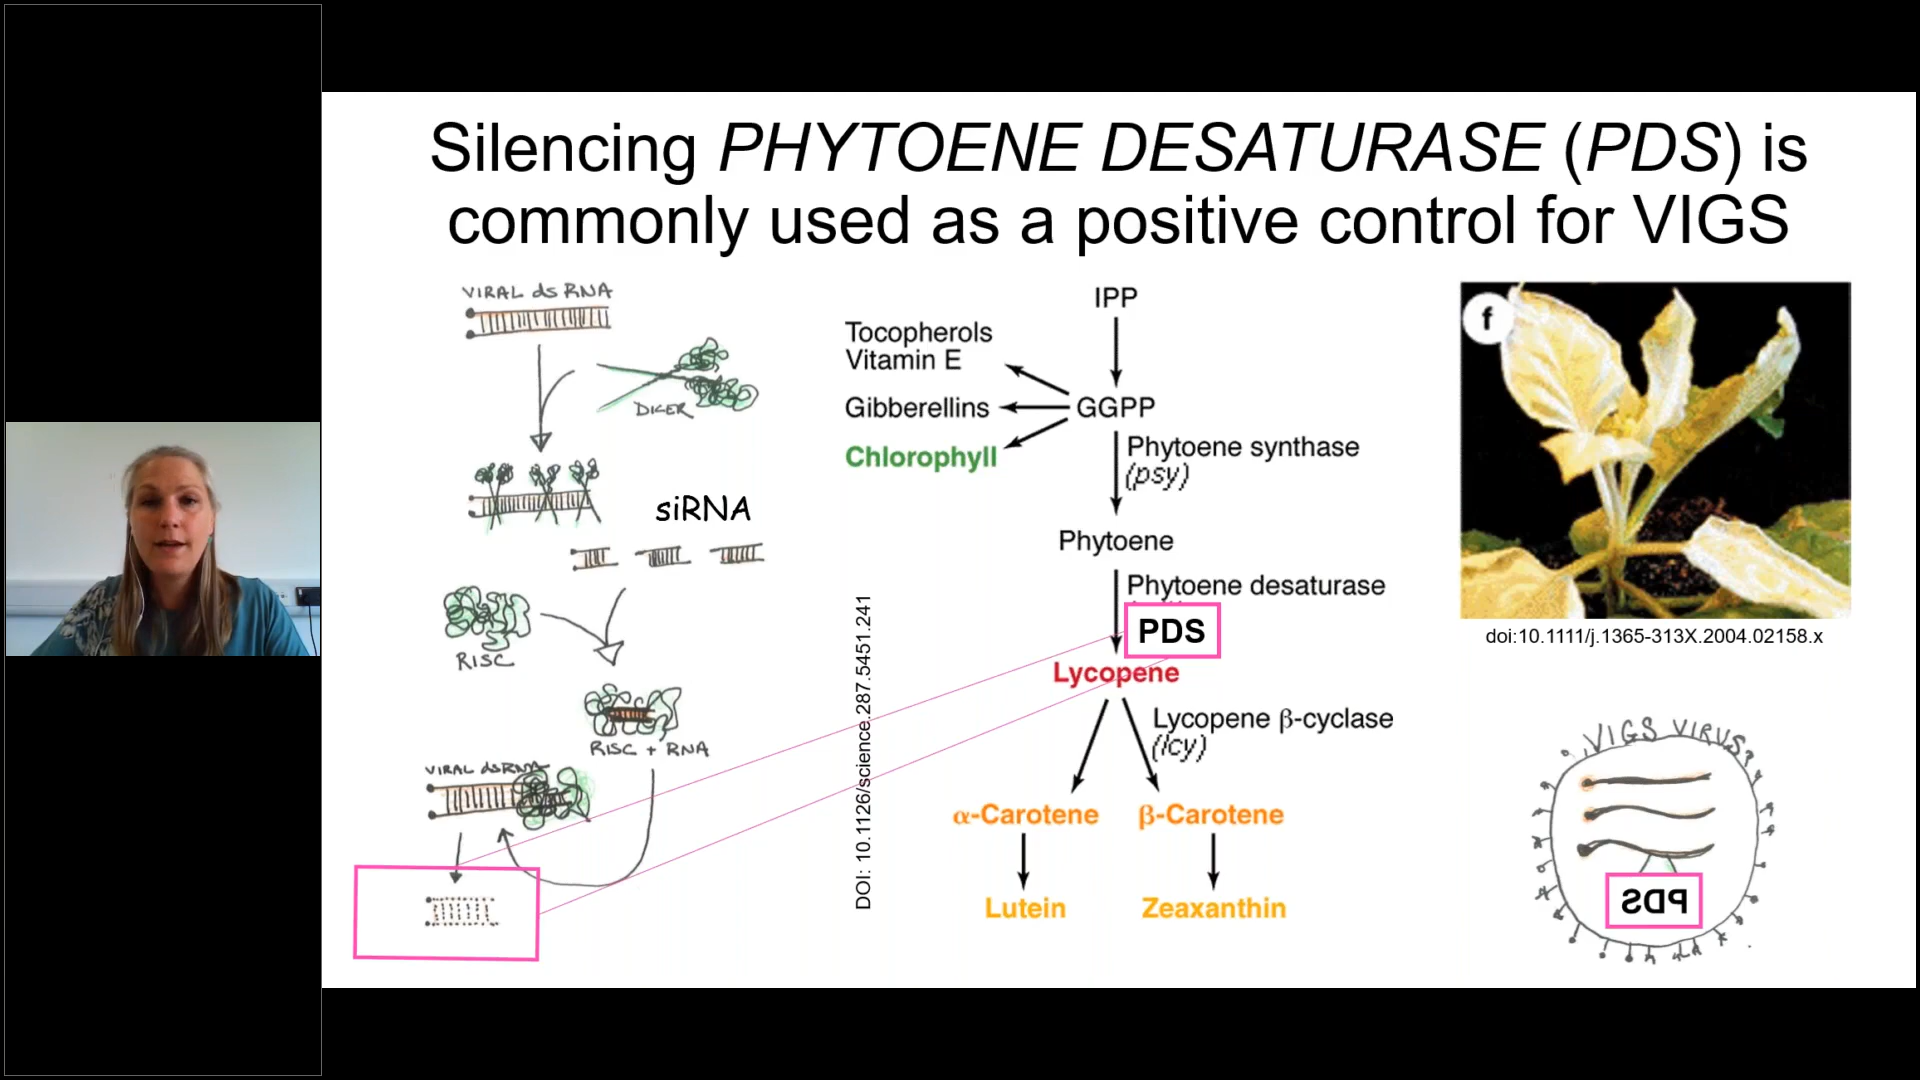 Silencing PHYTOENE DESATURASE (PDS) is
commonly used as a positive control for VIGS
VIRAL dsRNA
DICER
siRNA
RISC
RISC + RNA
VIRAL dsRNA
DOI: 10.1126/science.287.5451.241
IPP
Tocopherols
Vitamin E
Gibberellins
GGPP
Chlorophyll
Phytoene synthase
(psy)
Phytoene
Phytoene desaturase
PDS
Lycopene
Lycopene β-cyclase
(lcy)
α-Carotene
β-Carotene
Lutein
Zeaxanthin
f
doi:10.1111/j.1365-313X.2004.02158.x
VIGS VIRUS
PDS